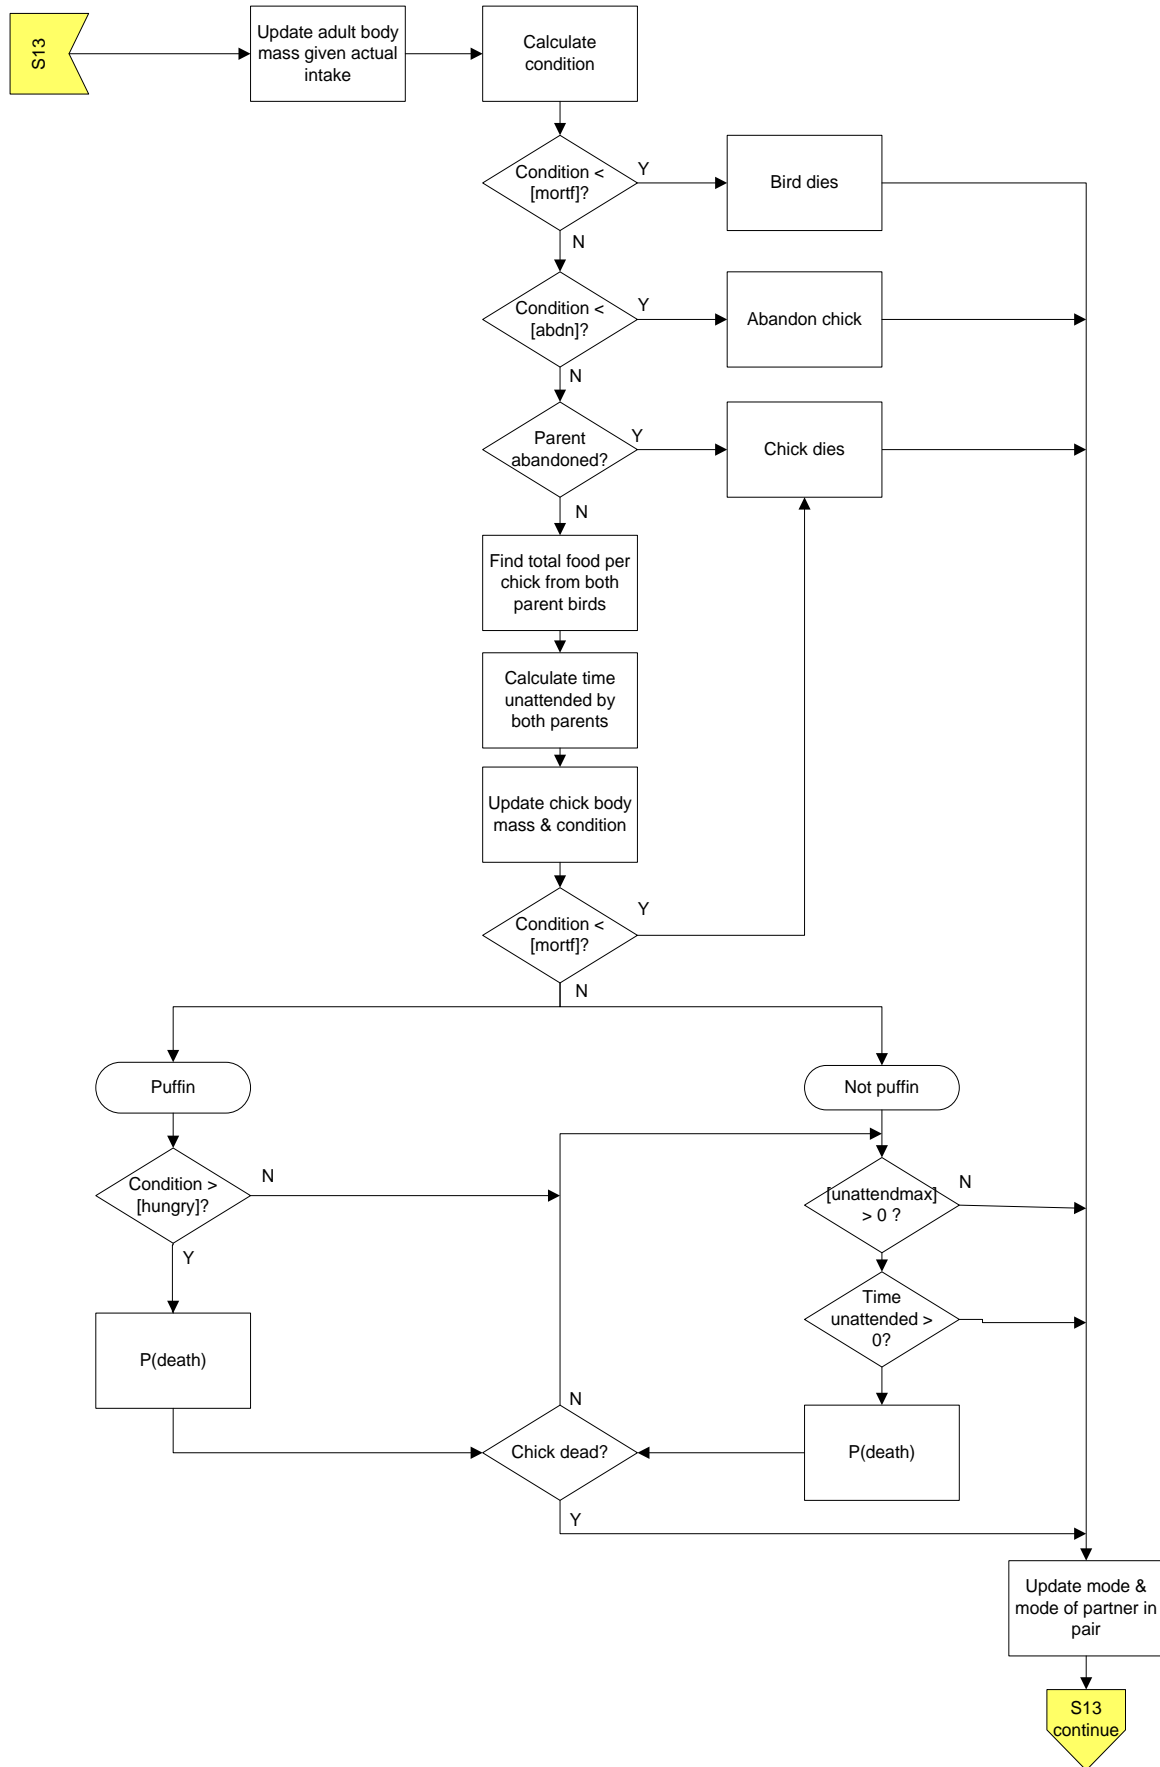 S13
Update adult body
mass given actual
intake
Calculate
condition
Condition <
[mortf]?
Y
Bird dies
N
Condition <
[abdn]?
Y
Abandon chick
N
Parent
abandoned?
Y
Chick dies
N
Find total food per
chick from both
parent birds
Calculate time
unattended by
both parents
Update chick body
mass & condition
Condition <
[mortf]?
Y
N
Puffin
Not puffin
Condition >
[hungry]?
N
Y
P(death)
[unattendmax]
> 0 ?
N
Time
unattended >
0?
P(death)
N
Chick dead?
Y
Update mode &
mode of partner in
pair
S13
continue